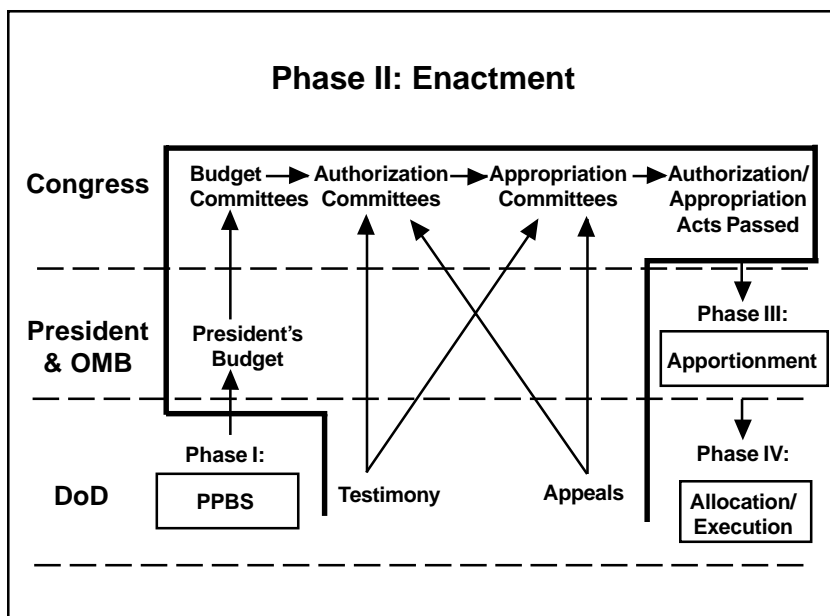 Phase II: Enactment
Congress
Budget
Committees
Authorization
Committees
Appropriation
Committees
Authorization/
Appropriation
Acts Passed
President
& OMB
President's
Budget
Phase III:
Apportionment
DoD
Phase I:
PPBS
Testimony
Appeals
Phase IV:
Allocation/
Execution